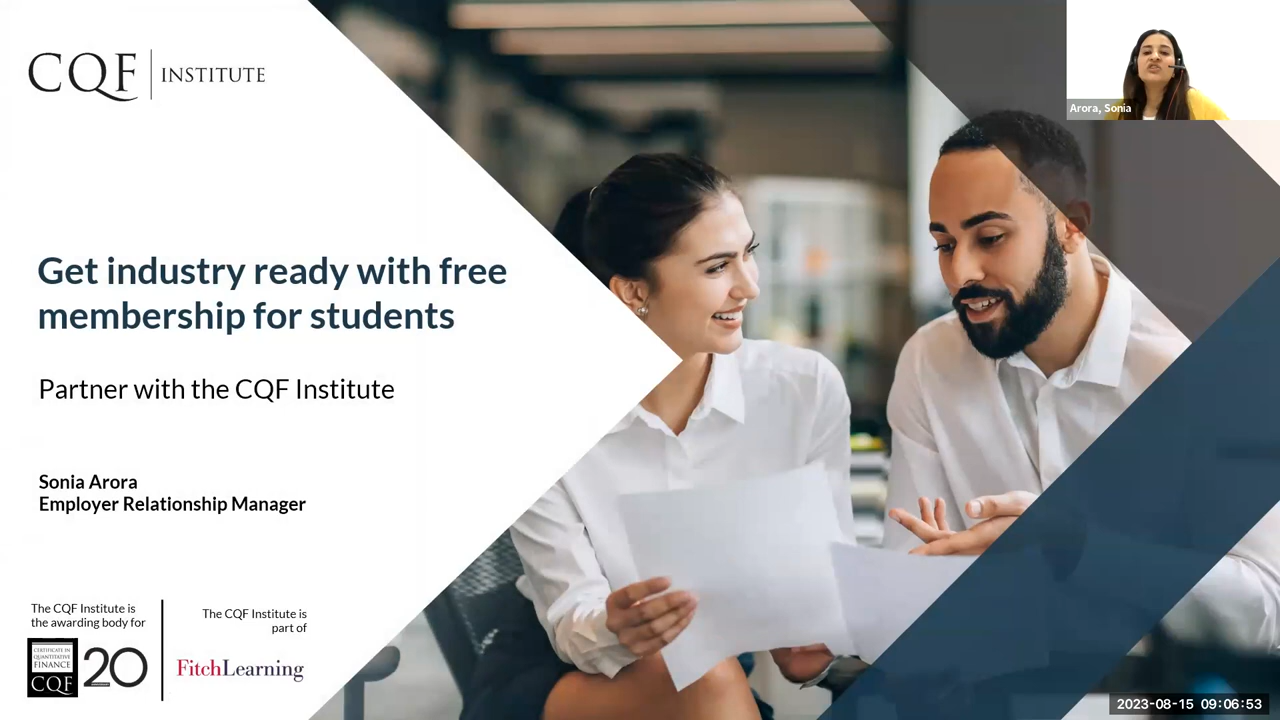 CQF INSTITUTE
Arora, Sonia
Get industry ready with free
membership for students
Partner with the CQF Institute
Sonia Arora
Employer Relationship Manager
The CQF Institute is
the awarding body for
CERTIFICATE IN
QUANTITATIVE
FINANCE
CQF
20
The CQF Institute is
part of
FitchLearning
2023-08-15 09:06:53